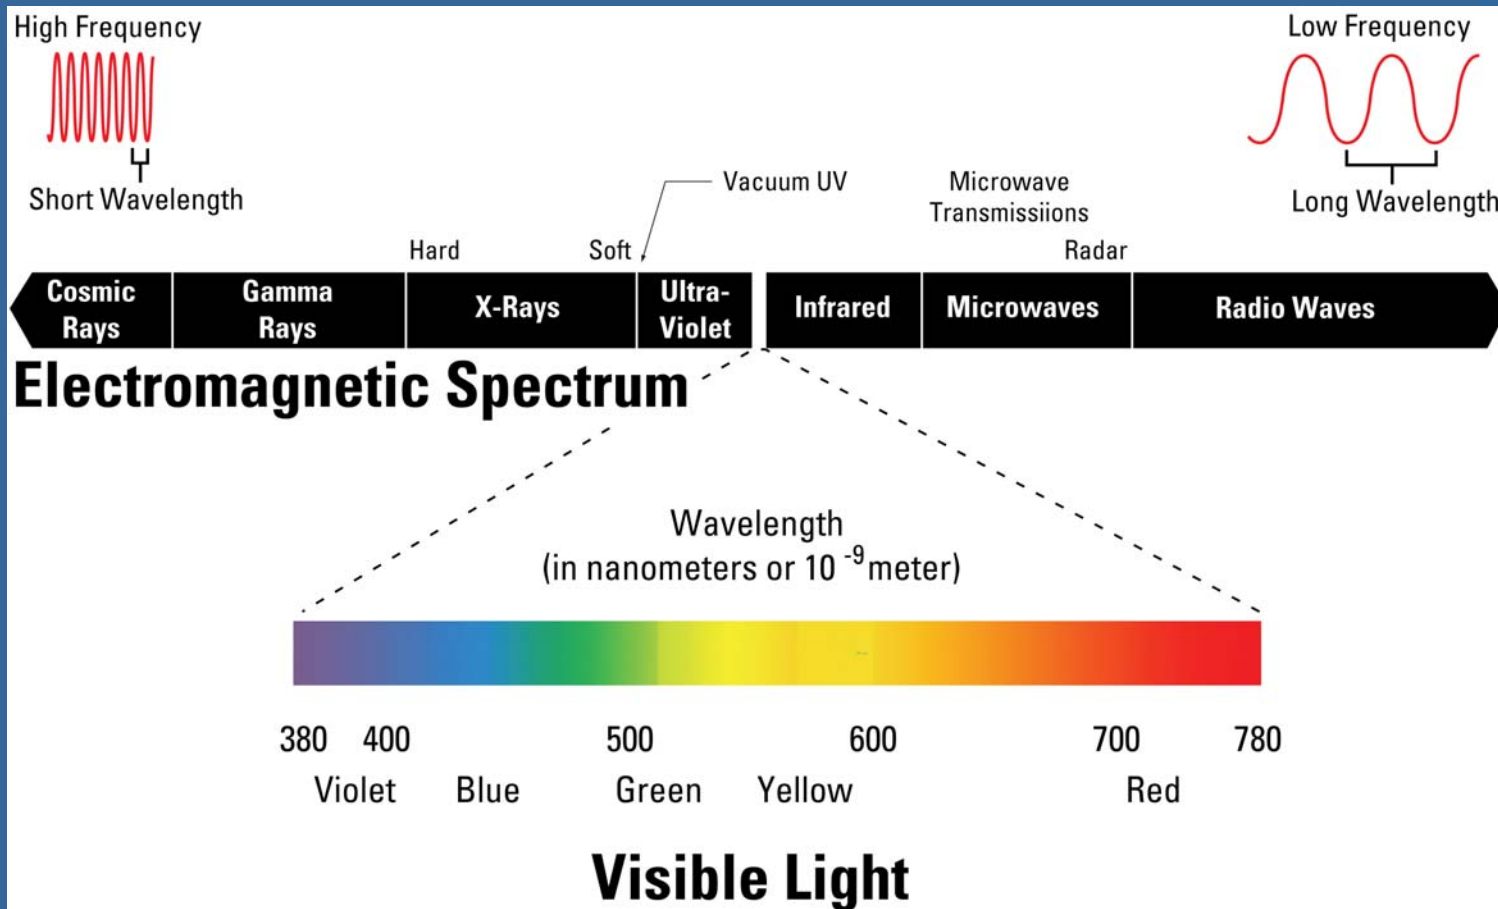 High Frequency
Low Frequency
Short Wavelength
Vacuum UV
Microwave
Transmissiions
Long Wavelength
Hard
Soft
Radar
Cosmic
Rays
Gamma
Rays
X-Rays
Ultra-
Violet
Infrared
Microwaves
Radio Waves
Electromagnetic Spectrum
Wavelength
(in nanometers or 10 -9 meter)
380 400 500 600 700 780
Violet Blue Green Yellow Red
Visible Light